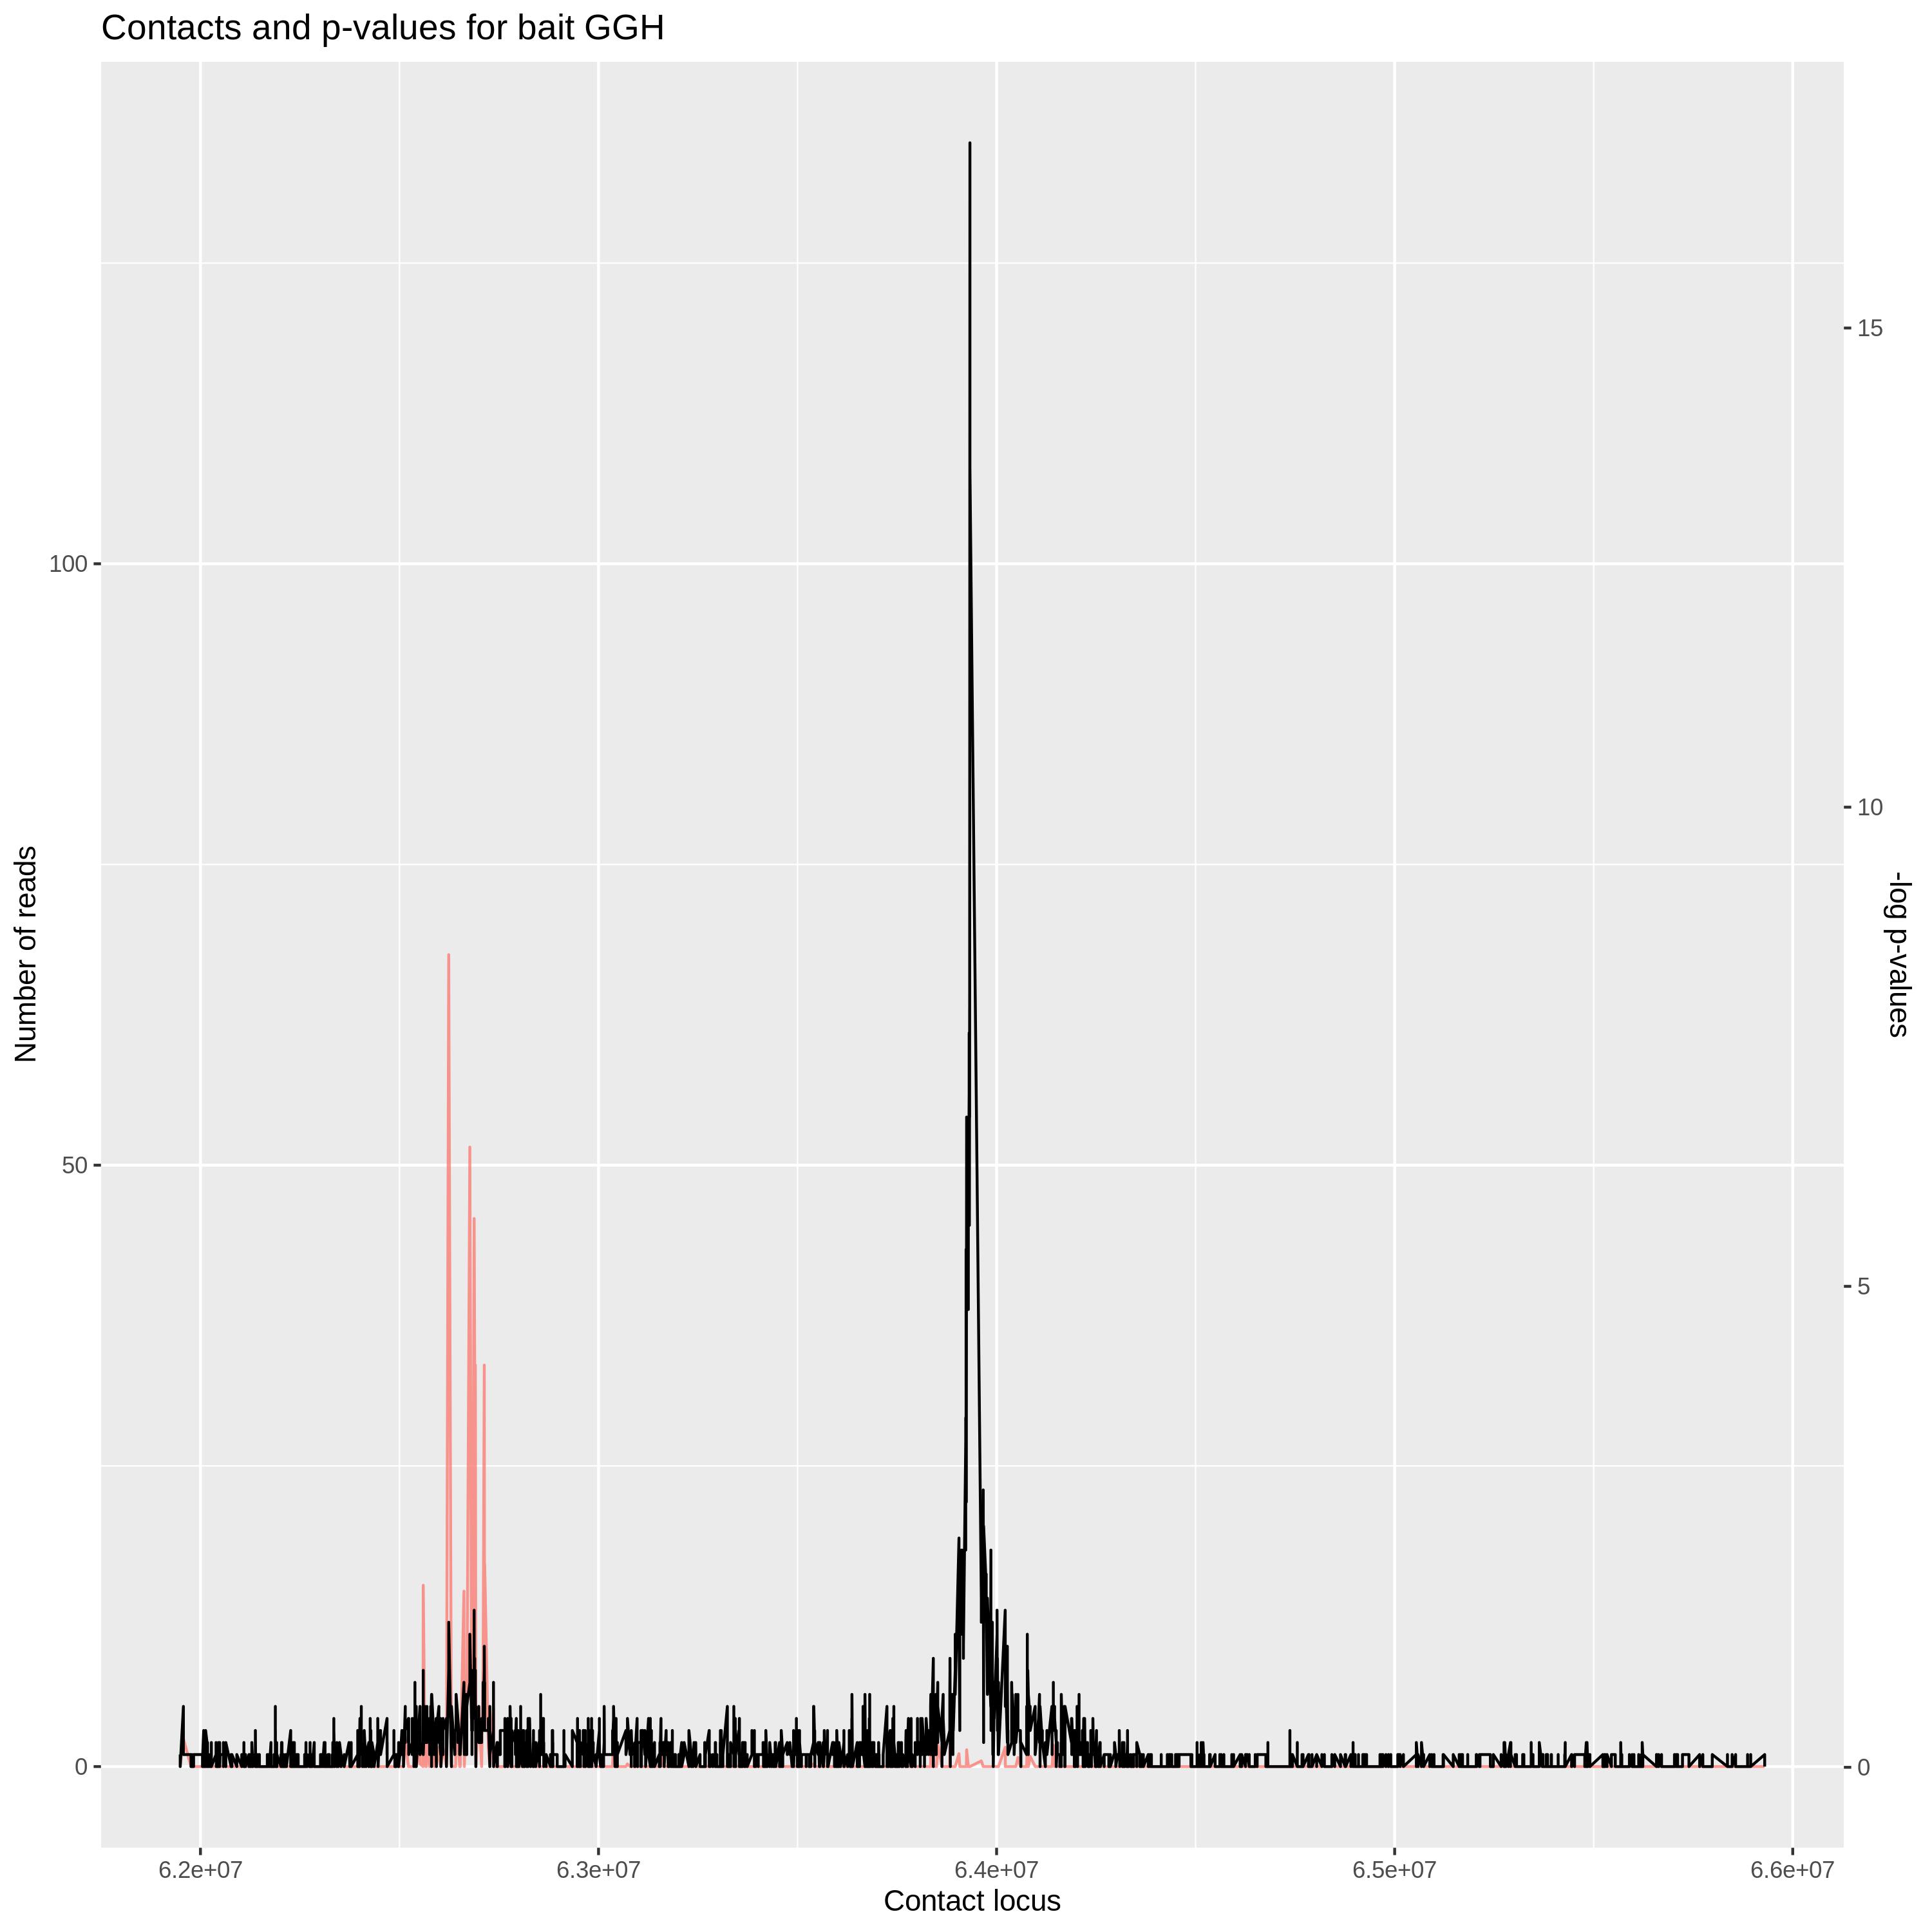 Contacts and p-values for bait GGH
Number of reads
100
50
0
15
10
5
0
-log p-values
6.2e+07
6.3e+07
6.4e+07
6.5e+07
6.6e+07
Contact locus